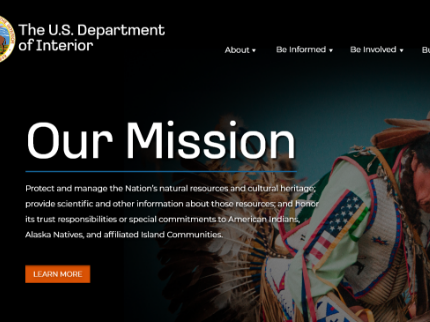 The U.S. Department
of Interior
About
Be Informed
Be Involved
Our Mission
Protect and manage the Nation's natural resources and cultural heritage;
provide scientific and other information about those resources; and honor
its trust responsibilities or special commitments to American Indians,
Alaska Natives, and affiliated Island Communities.
LEARN MORE